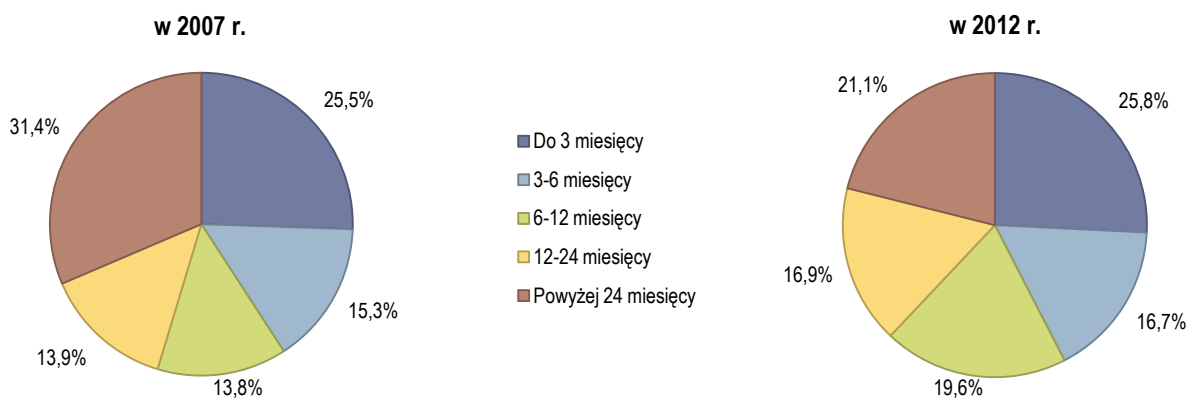 w 2007 r.
25,5%
15,3%
13,8%
13,9%
31,4%
Do 3 miesięcy
3-6 miesięcy
6-12 miesięcy
12-24 miesięcy
Powyżej 24 miesięcy
w 2012 r.
25,8%
16,7%
19,6%
16,9%
21,1%